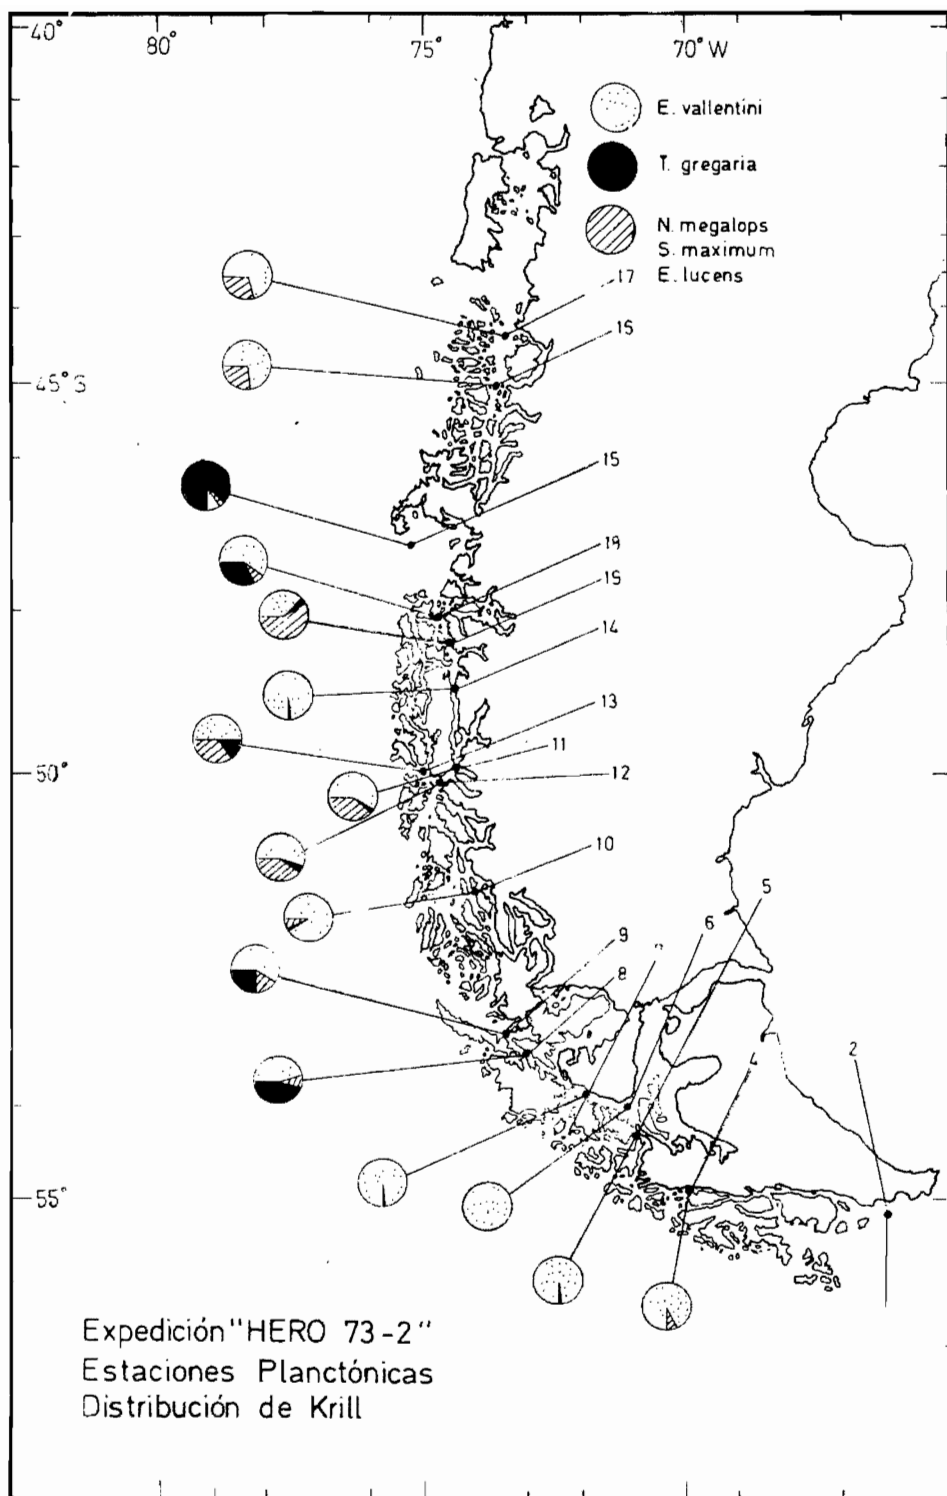 40°
80°
75°
70°W
E. vallentini
T. gregaria
N. megalops
S. maximum
E. lucens
17
16
45°S
15
18
19
14
13
11
50°
12
10
5
6
9
8
4
2
55°
Expedición "HERO 73-2"
Estaciones Planctónicas
Distribución de Krill